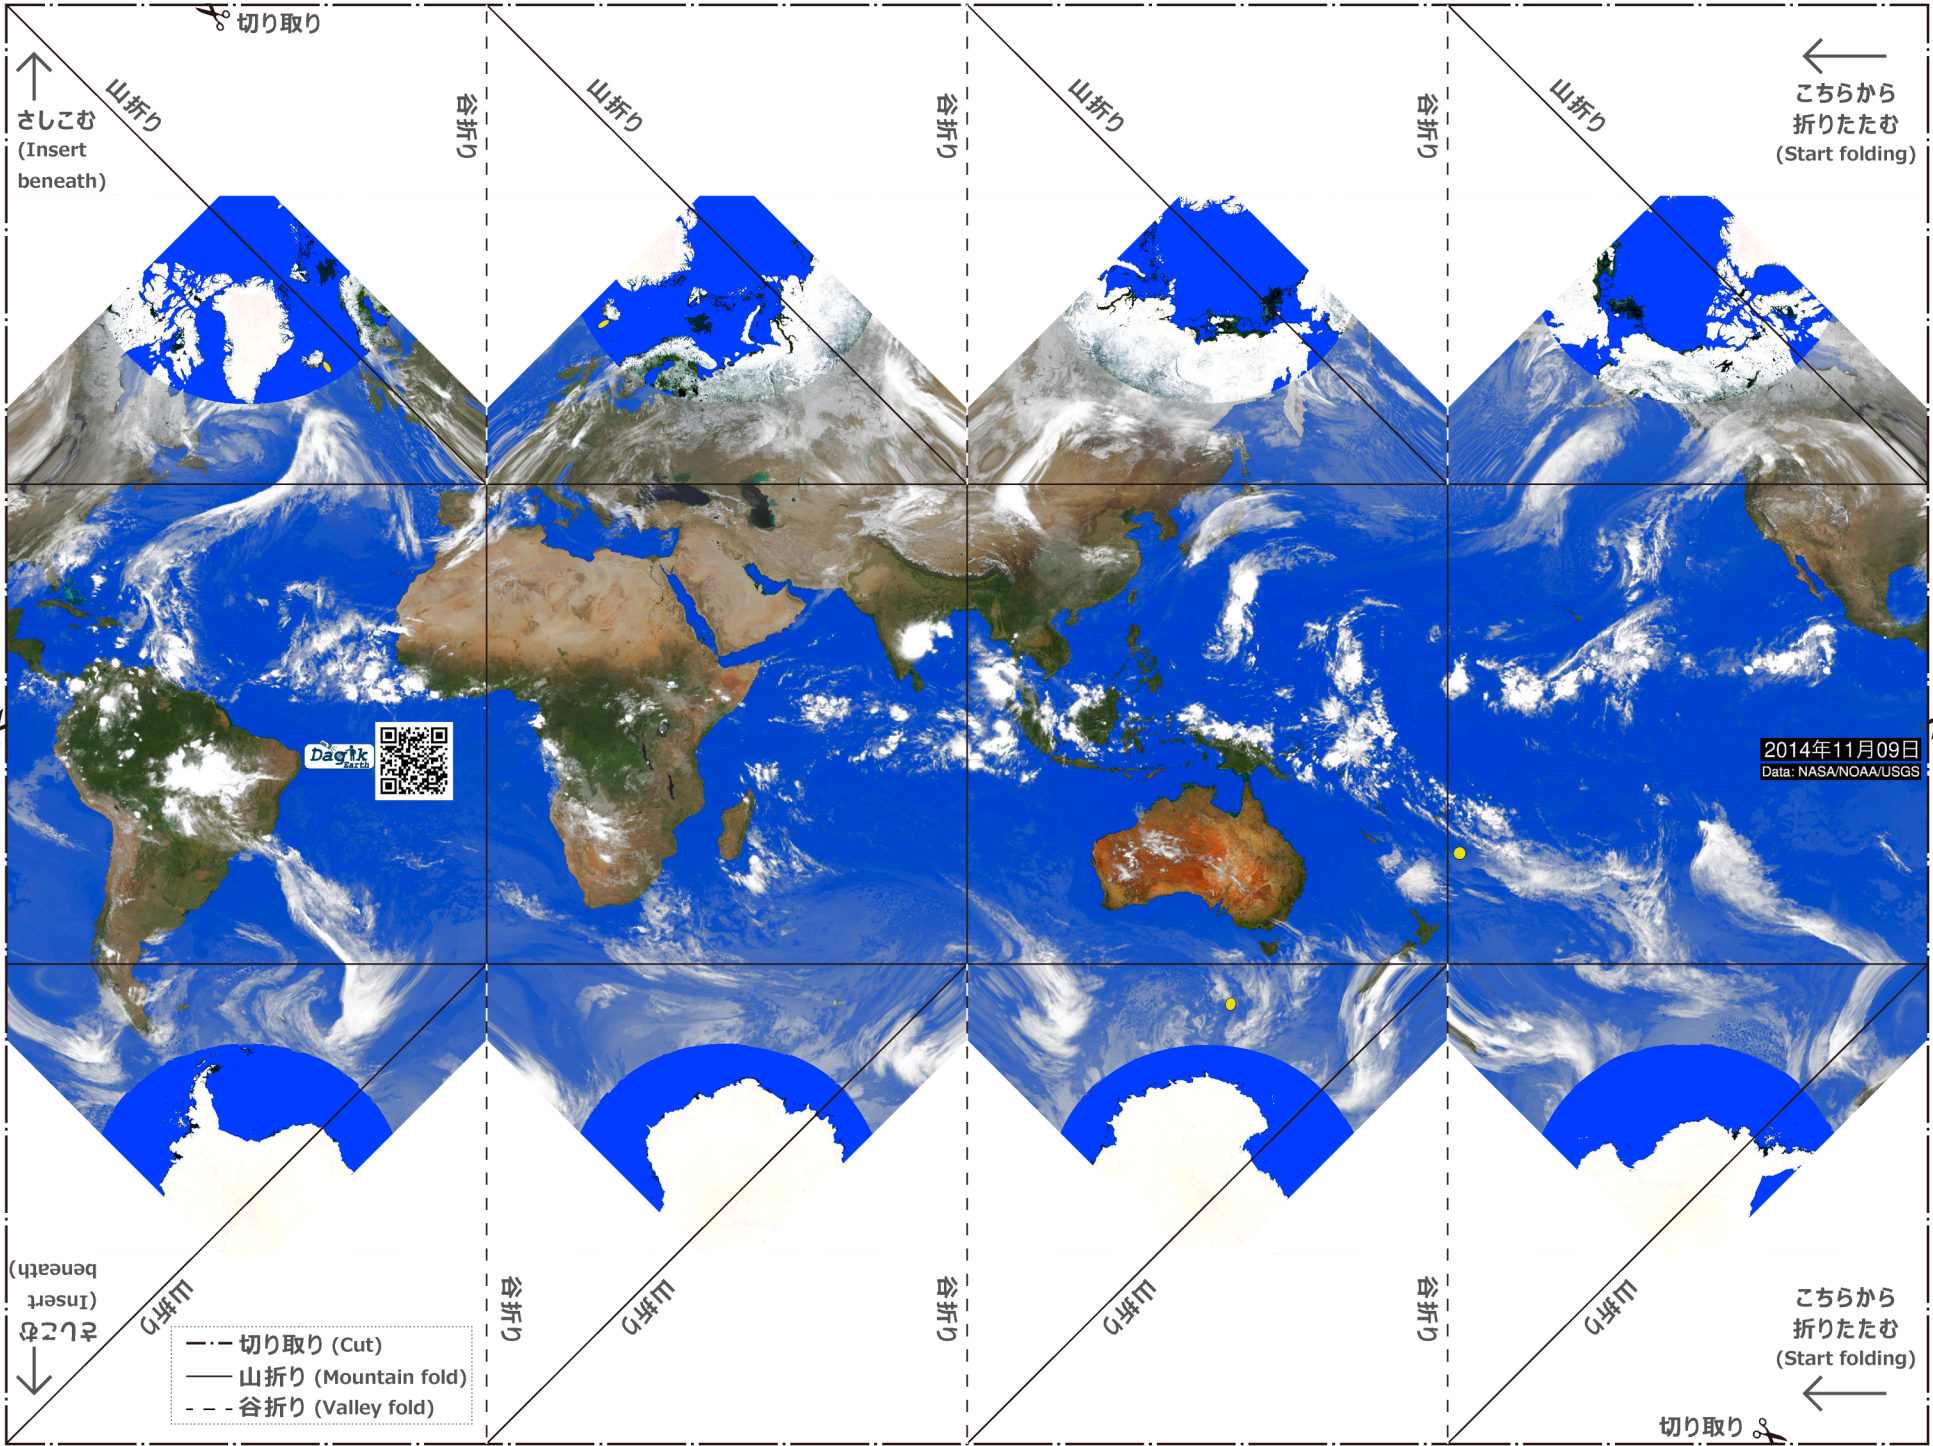 切り取り
さしこむ
(Insert
beneath)
山折り
谷折り
山折り
谷折り
山折り
谷折り
山折り
こちらから
折りたたむ
(Start folding)
Dagik
Earth
2014年11月09日
Data: NASA/NOAA/USGS
さしこむ
(Insert
beneath)
山折り
谷折り
山折り
谷折り
山折り
谷折り
山折り
こちらから
折りたたむ
(Start folding)
切り取り (Cut)
山折り (Mountain fold)
谷折り (Valley fold)
切り取り